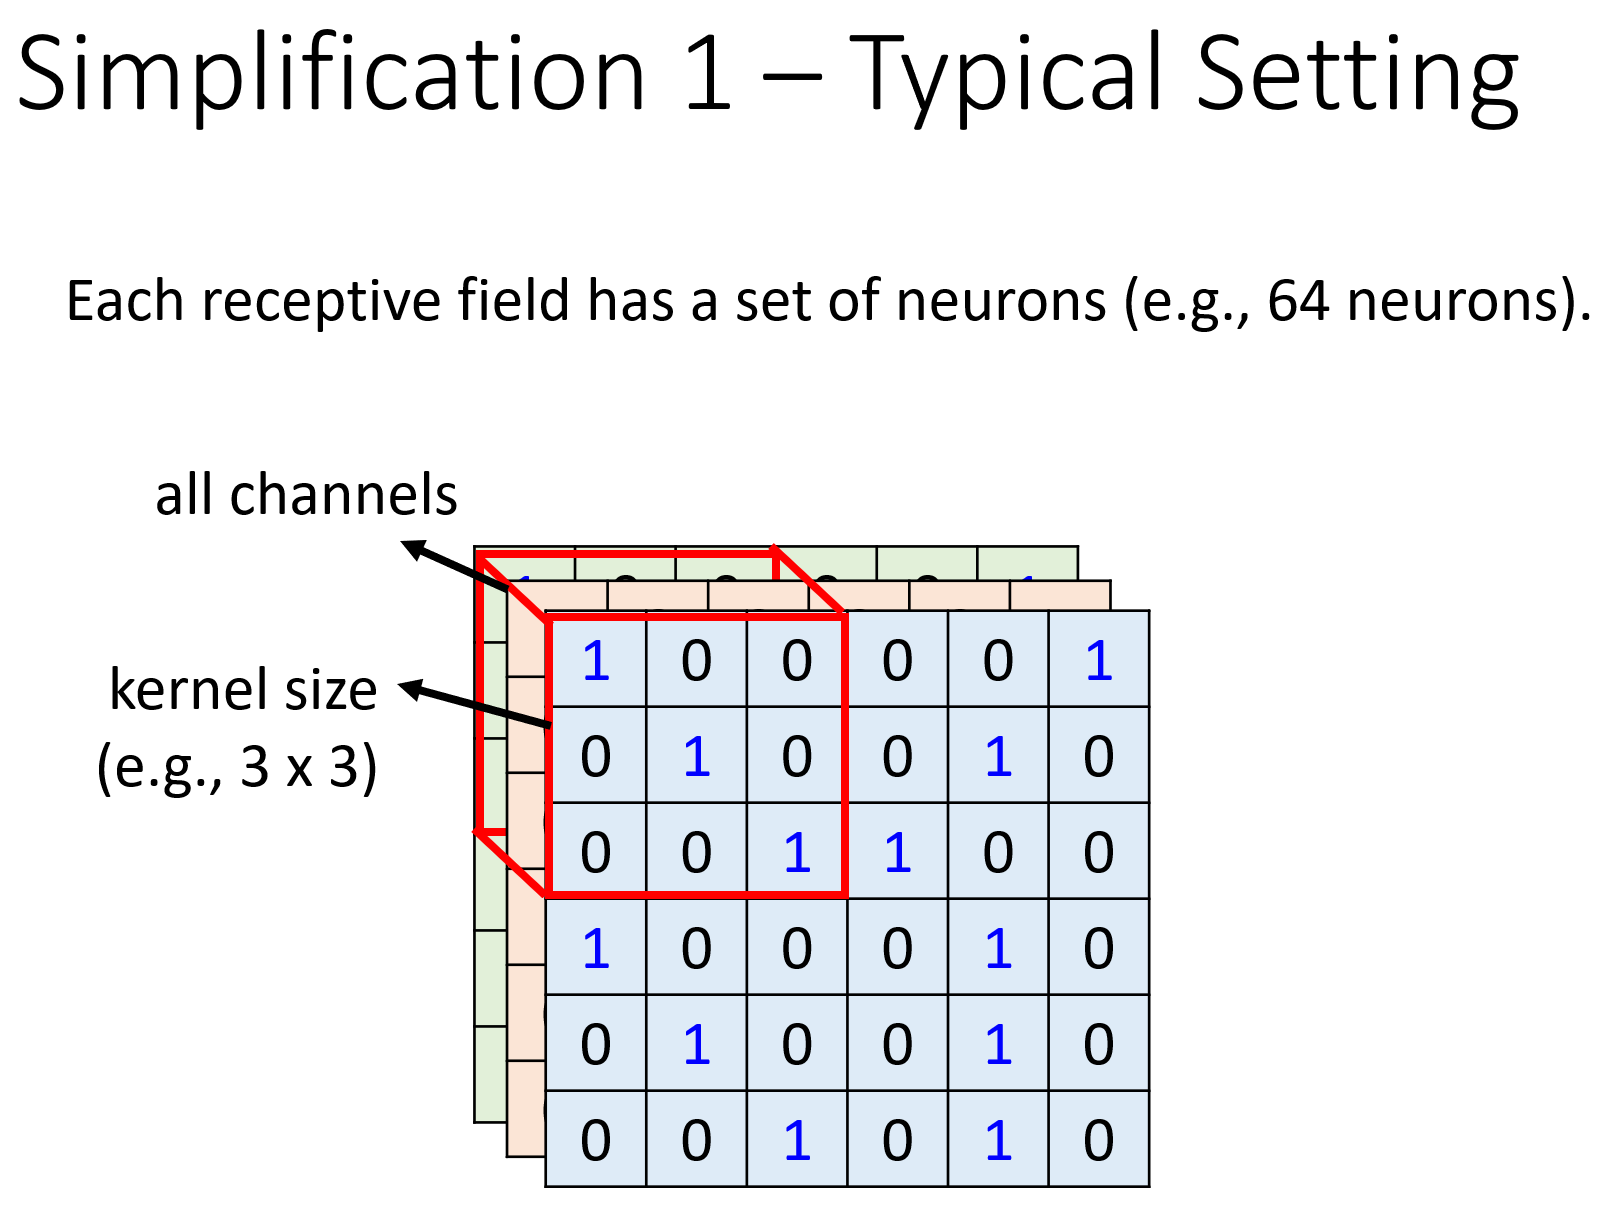 Simplification 1 – Typical Setting
Each receptive field has a set of neurons (e.g., 64 neurons).
all channels
kernel size
(e.g., 3 x 3)
1 0 0 0 0 1
0 1 0 0 1 0
0 0 1 1 0 0
1 0 0 0 1 0
0 1 0 0 1 0
0 0 1 0 1 0